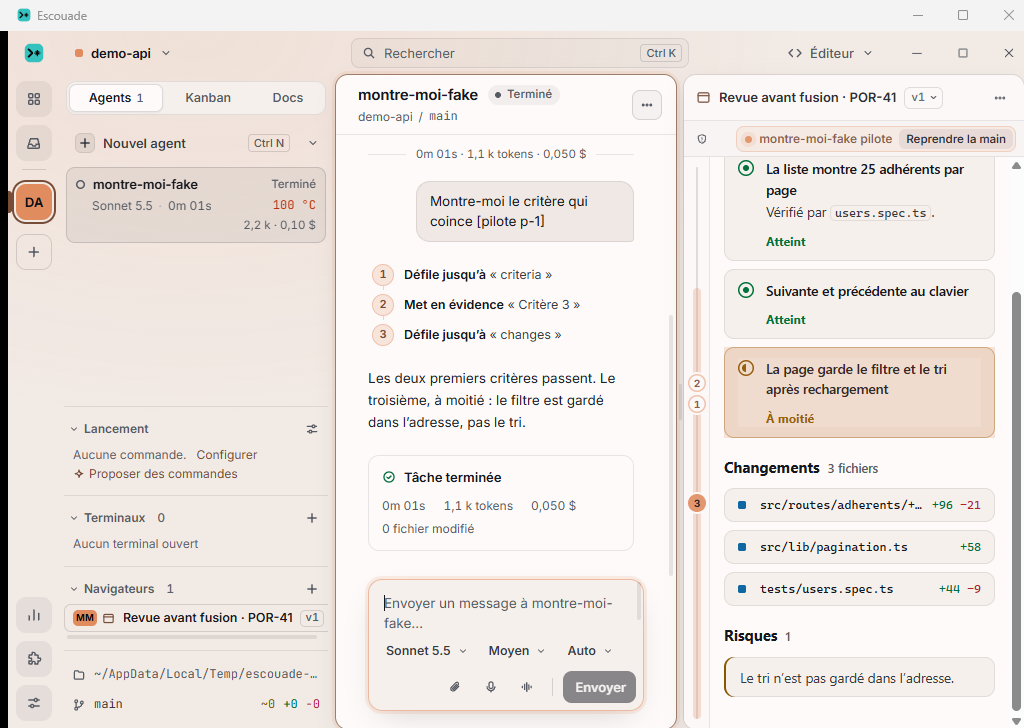 Escouade
demo-api
Rechercher
Ctrl K
Éditeur
Agents 1
Kanban
Docs
Nouvel agent
Ctrl N
DA
montre-moi-fake
Terminé
Sonnet 5.5 · 0m 01s
100 °C
2,2 k · 0,10 $
Lancement
Aucune commande. Configurer
Proposer des commandes
Terminaux 0
Aucun terminal ouvert
Navigateurs 1
MM
Revue avant fusion · POR-41
v1
~/AppData/Local/Temp/escouade-…
main
~0 +0 -0
montre-moi-fake
Terminé
demo-api / main
0m 01s · 1,1 k tokens · 0,050 $
Montre-moi le critère qui
coince [pilote p-1]
1 Défile jusqu’à « criteria »
2 Met en évidence « Critère 3 »
3 Défile jusqu’à « changes »
Les deux premiers critères passent. Le
troisième, à moitié : le filtre est gardé
dans l’adresse, pas le tri.
Tâche terminée
0m 01s 1,1 k tokens 0,050 $
0 fichier modifié
Envoyer un message à montre-moi-
fake…
Sonnet 5.5
Moyen
Auto
Envoyer
Revue avant fusion · POR-41
v1
montre-moi-fake pilote
Reprendre la main
2
1
3
La liste montre 25 adhérents par
page
Vérifié par users.spec.ts.
Atteint
Suivante et précédente au clavier
Atteint
La page garde le filtre et le tri
après rechargement
À moitié
Changements 3 fichiers
src/routes/adherents/+… +96 −21
src/lib/pagination.ts +58
tests/users.spec.ts +44 −9
Risques 1
Le tri n’est pas gardé dans l’adresse.